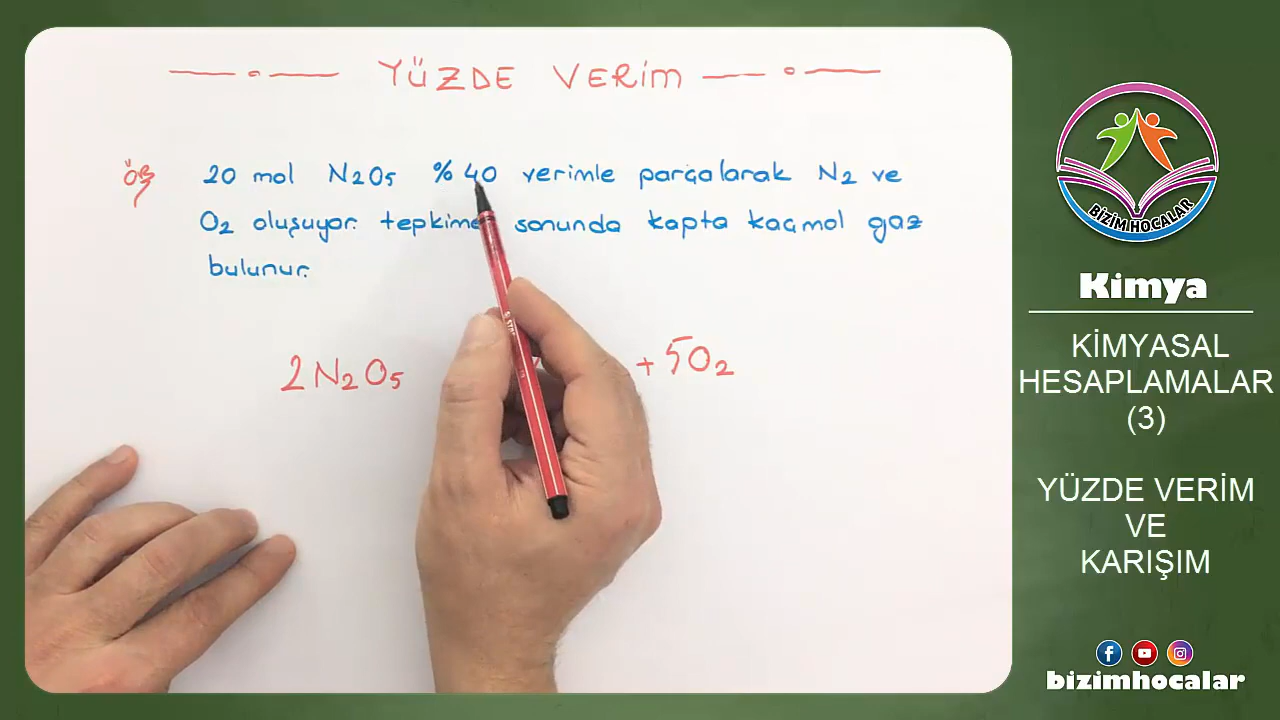 YÜZDE VERİM
ÖR 20 mol N2O5 % 40 verimle parçalarak N2 ve
O2 oluşuyor. tepkime sonunda kapta kaç mol gaz
bulunur.
2N2O5 + 5O2
BİZİM HOCALAR
Kimya
KİMYASAL
HESAPLAMALAR
(3)
YÜZDE VERİM
VE
KARIŞIM
bizimhocalar